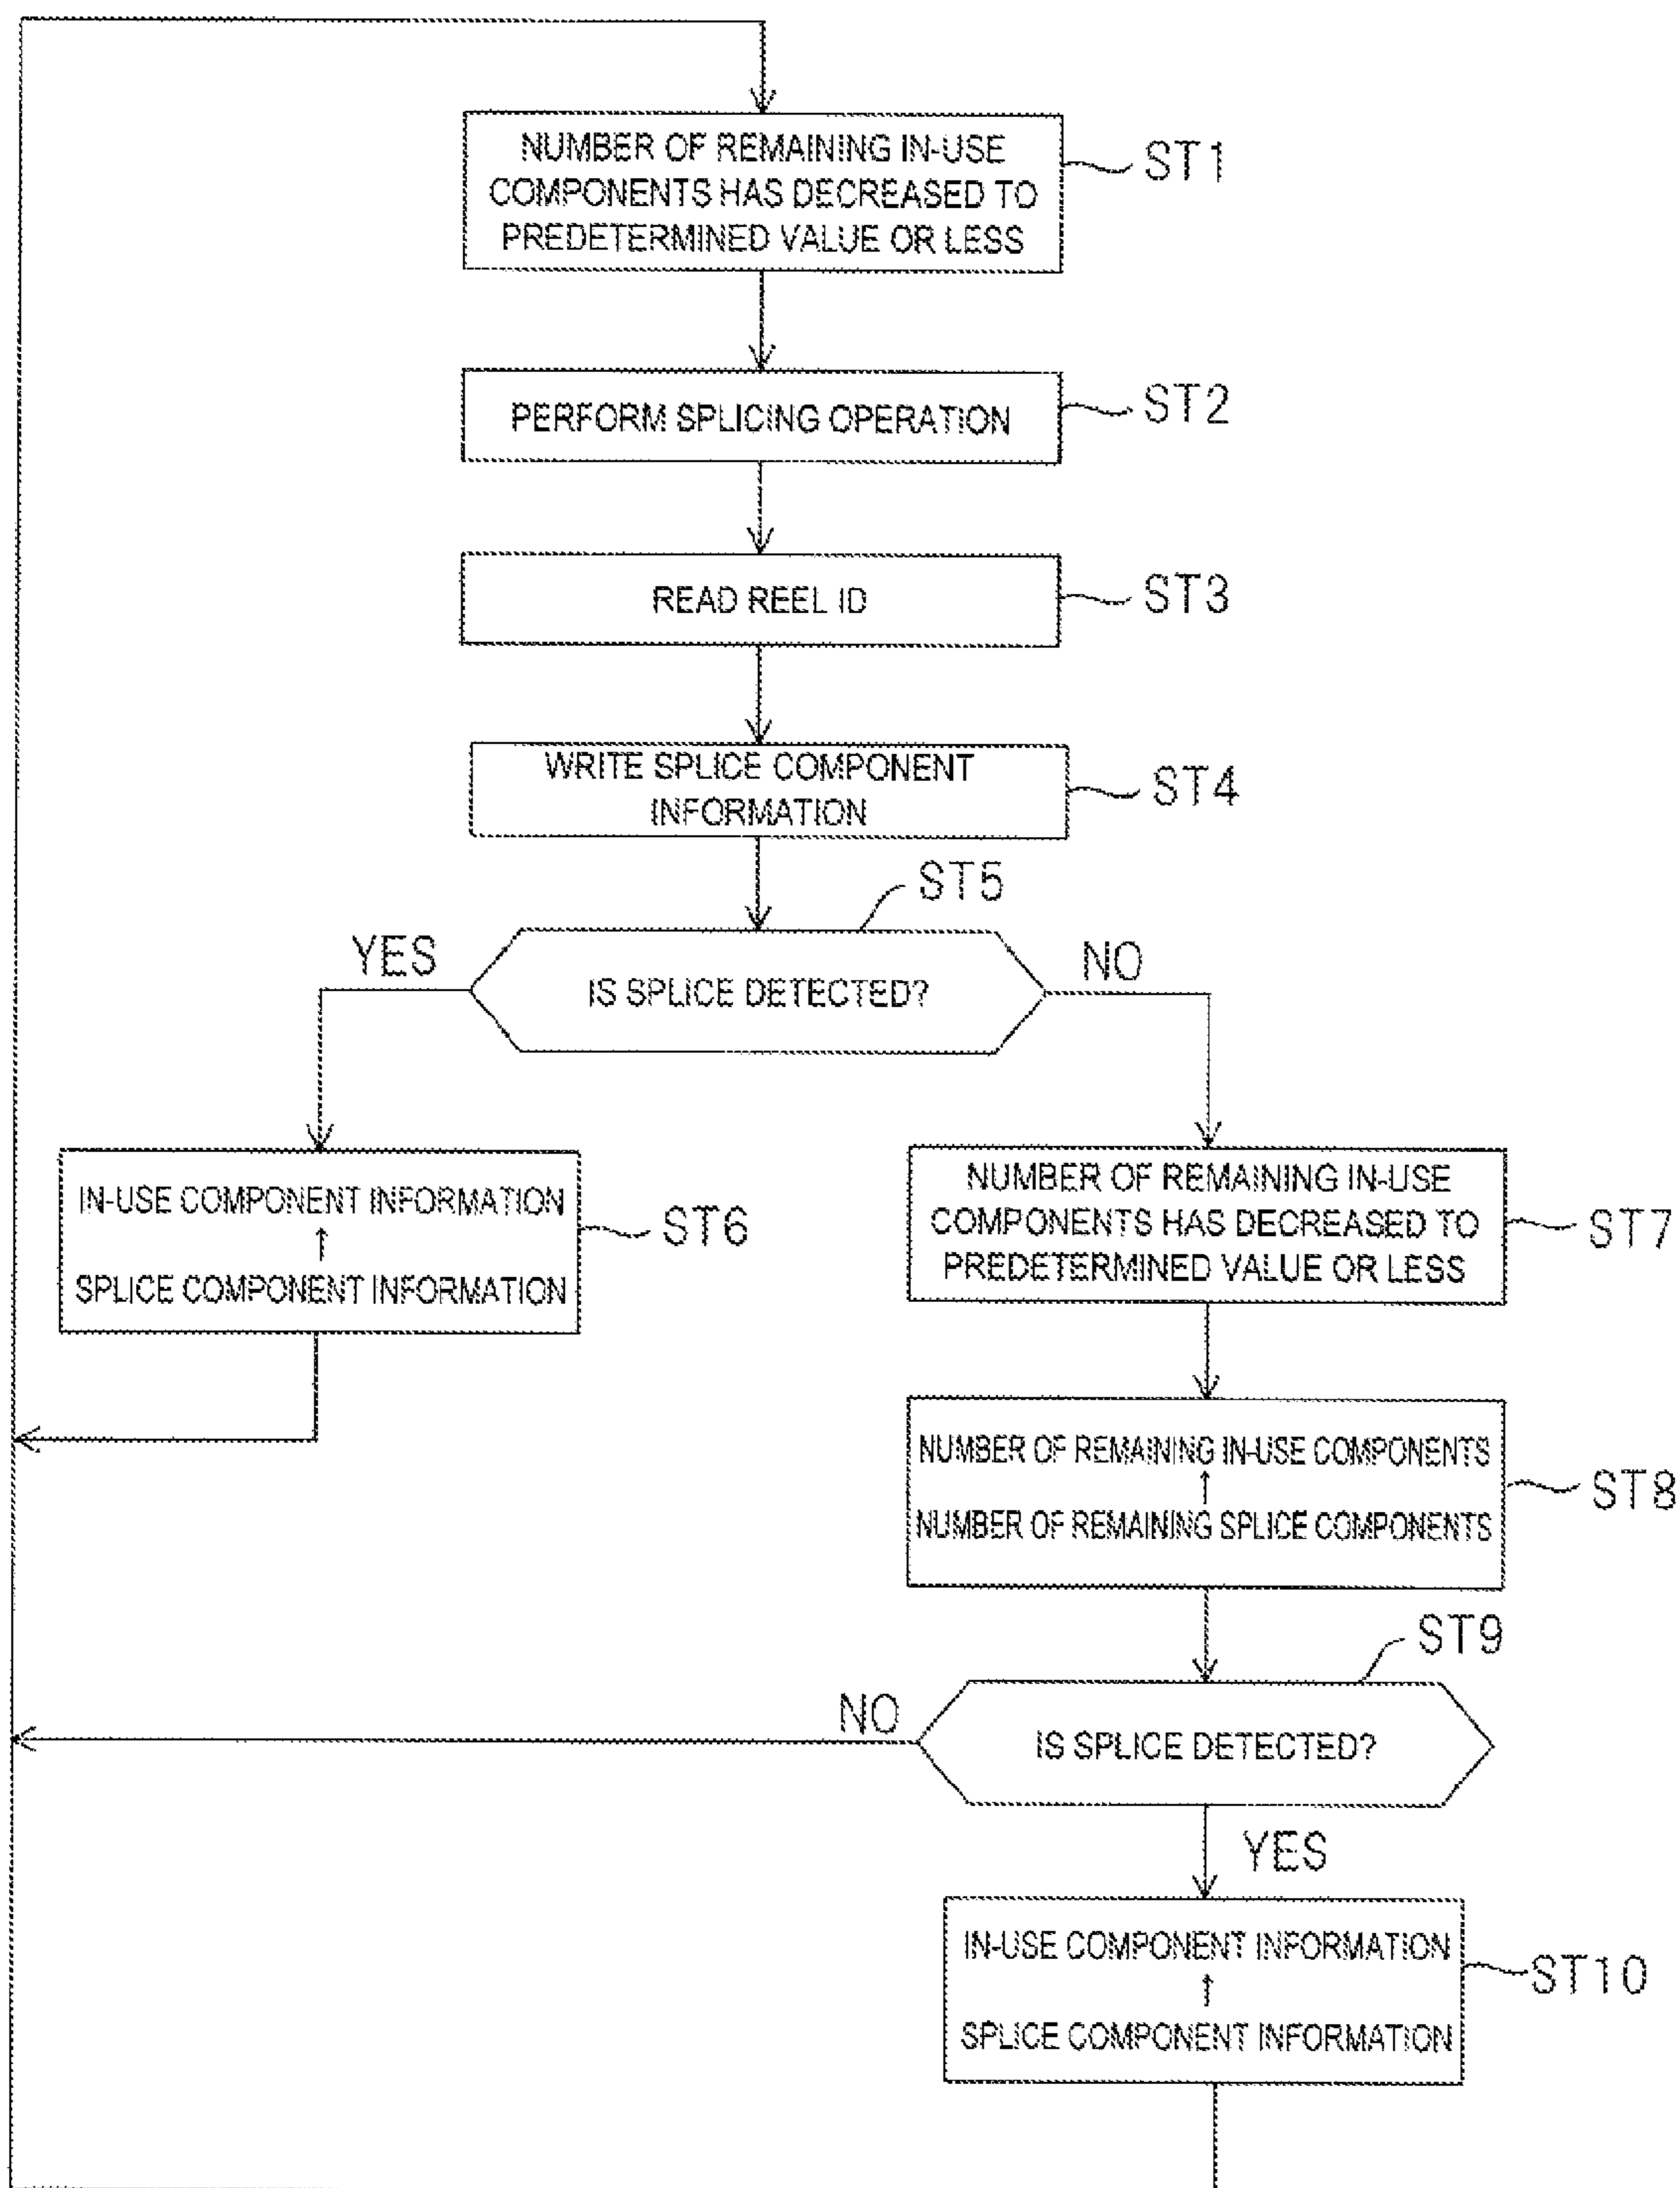 NUMBER OF REMAINING IN-USE
COMPONENTS HAS DECREASED TO
PREDETERMINED VALUE OR LESS
ST1
PERFORM SPLICING OPERATION
ST2
READ REEL ID
ST3
WRITE SPLICE COMPONENT
INFORMATION
ST4
ST5
YES
IS SPLICE DETECTED?
NO
IN-USE COMPONENT INFORMATION
↑
SPLICE COMPONENT INFORMATION
ST6
NUMBER OF REMAINING IN-USE
COMPONENTS HAS DECREASED TO
PREDETERMINED VALUE OR LESS
ST7
NUMBER OF REMAINING IN-USE COMPONENTS
↑
NUMBER OF REMAINING SPLICE COMPONENTS
ST8
ST9
NO
IS SPLICE DETECTED?
YES
IN-USE COMPONENT INFORMATION
↑
SPLICE COMPONENT INFORMATION
ST10